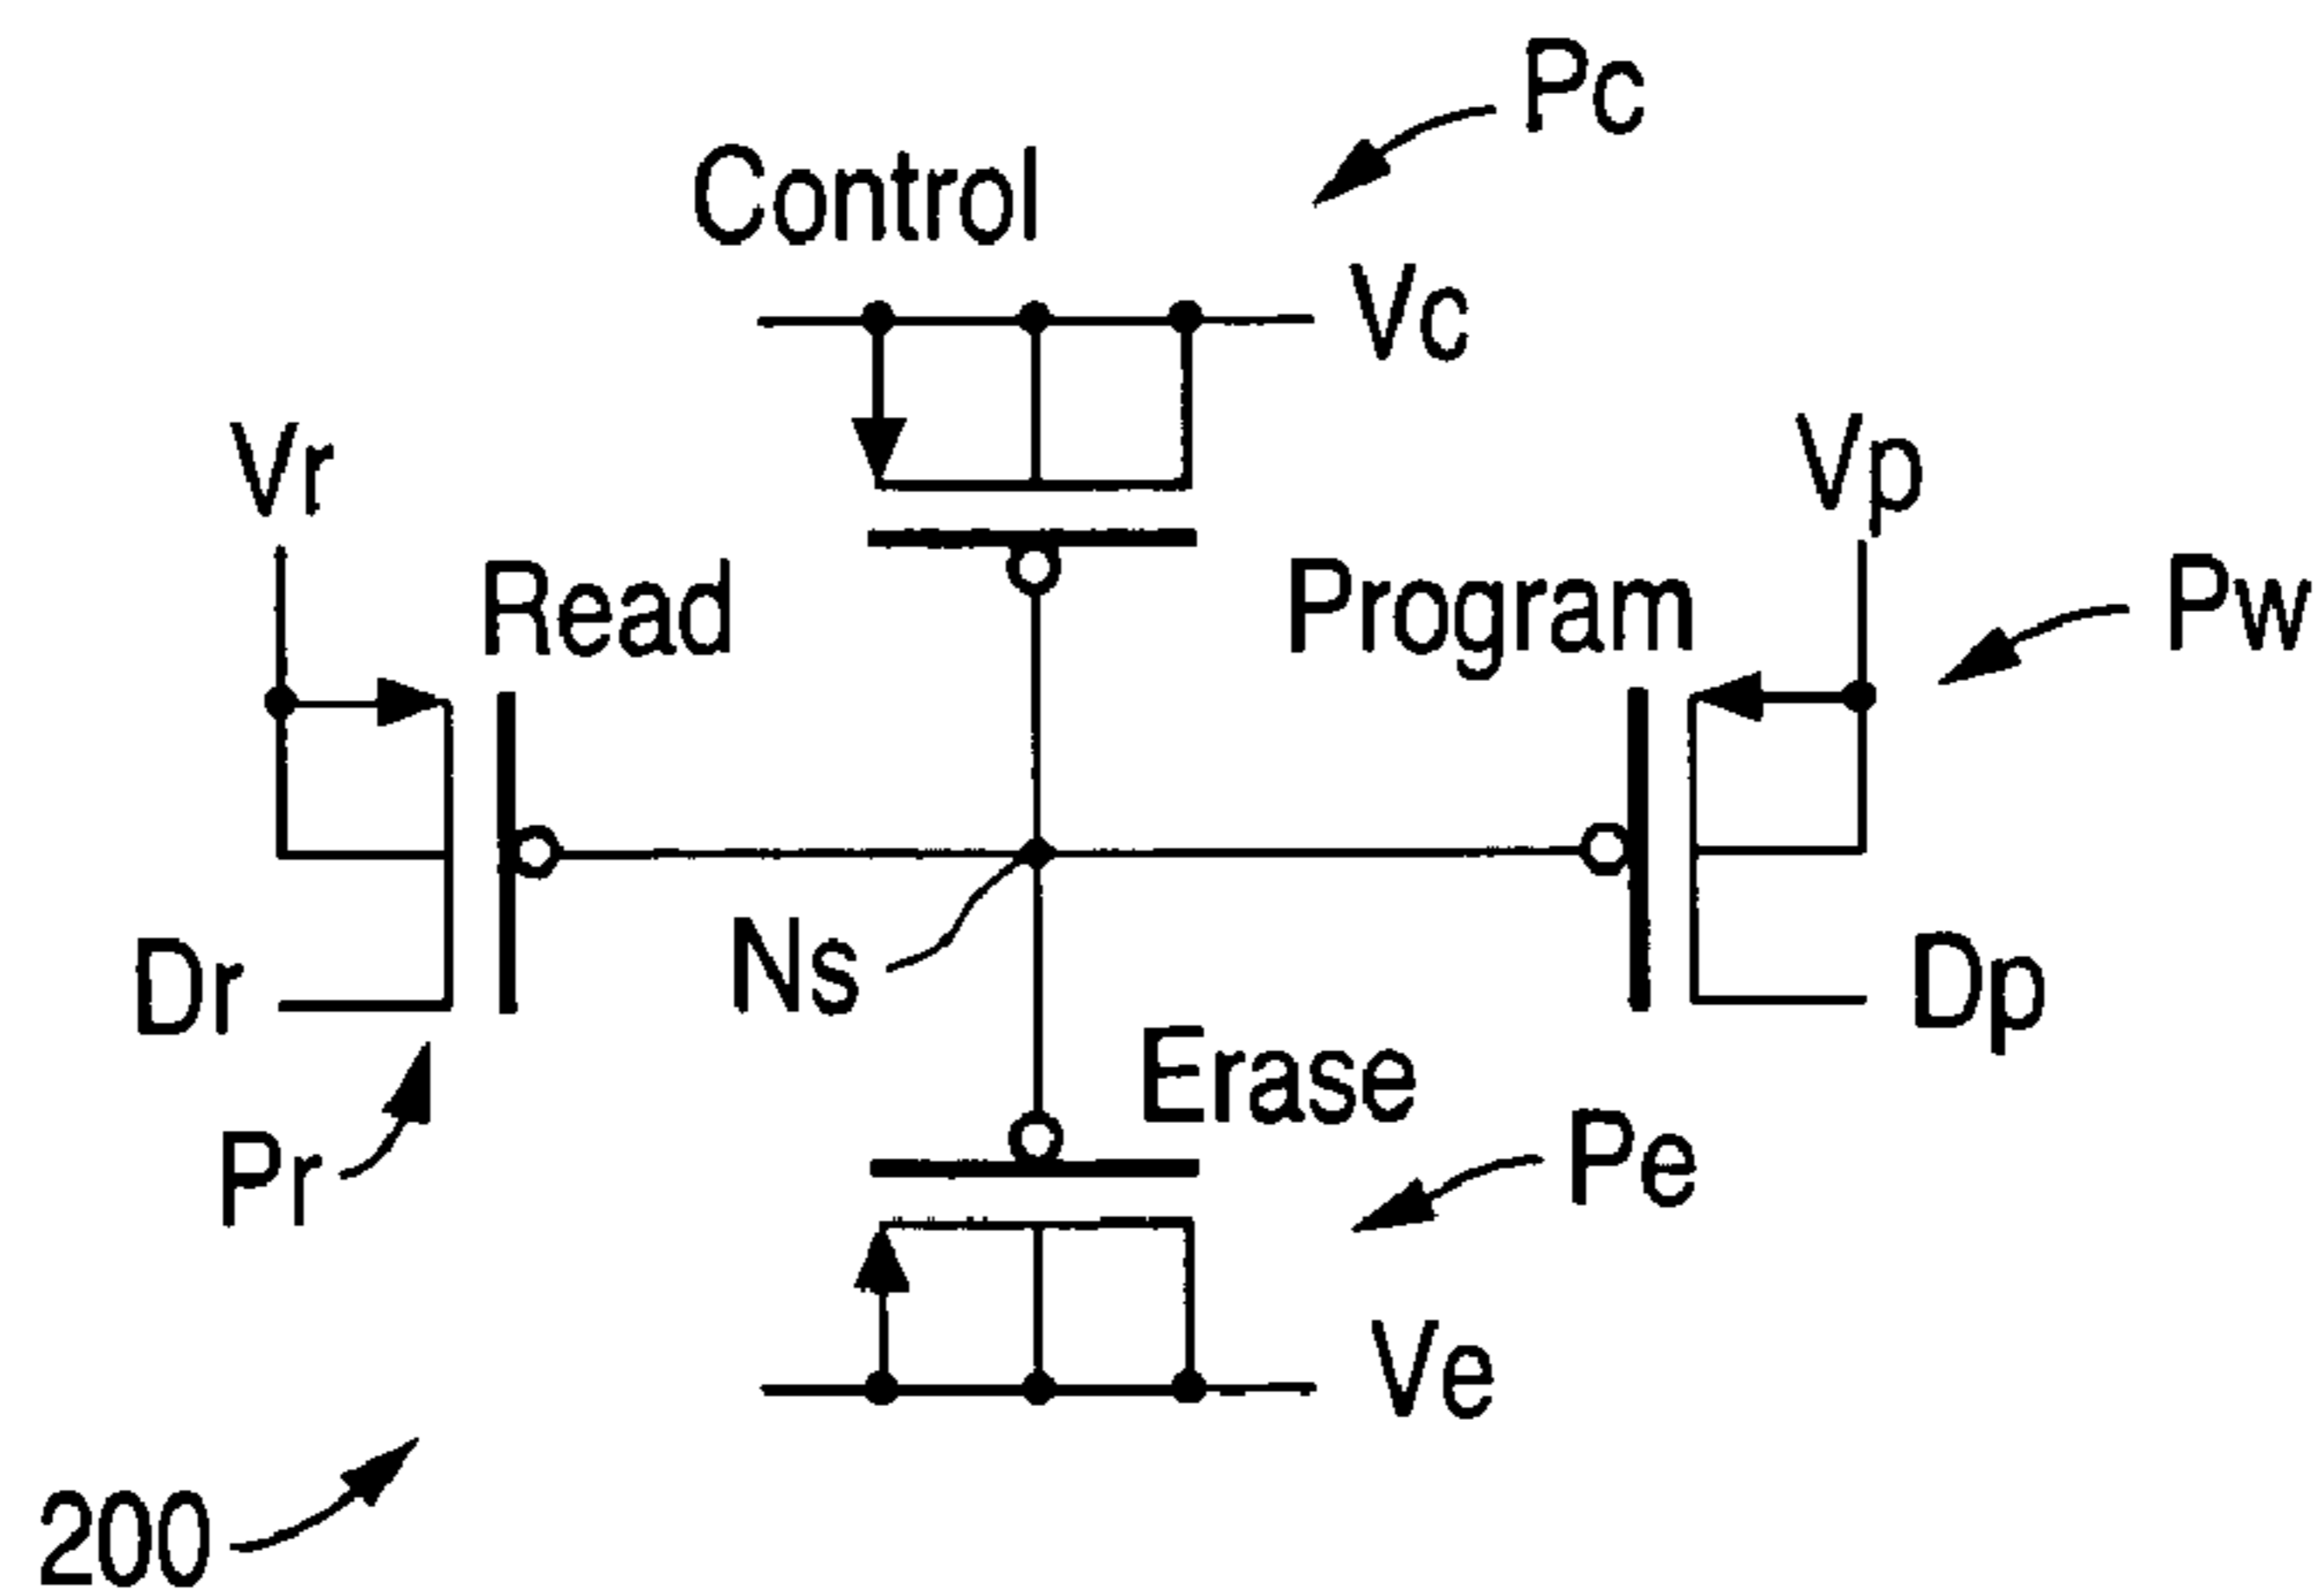 Pc
Control
Vc
Vr
Vp
Read
Program
Pw
Ns
Dr
Dp
Erase
Pr
Pe
Ve
200